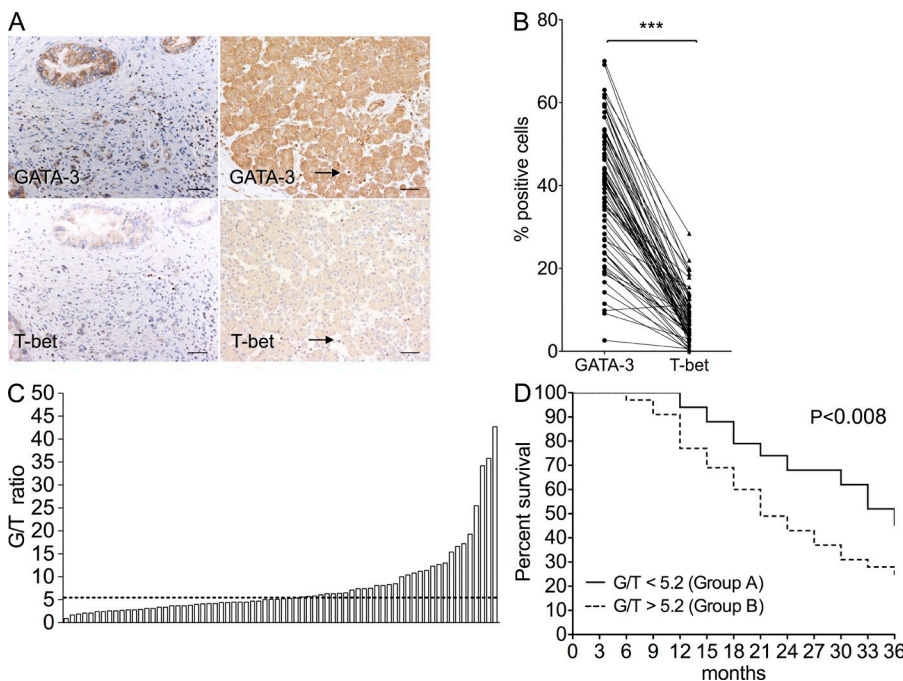 A
GATA-3
GATA-3
T-bet
T-bet
B
***
% positive cells
80
60
40
20
0
GATA-3
T-bet
C
G/T ratio
50
45
40
35
30
25
20
15
10
5
0
D
P<0.008
Percent survival
100
90
80
70
60
50
40
30
20
10
0
G/T < 5.2 (Group A)
G/T > 5.2 (Group B)
0 3 6 9 12 15 18 21 24 27 30 33 36
months